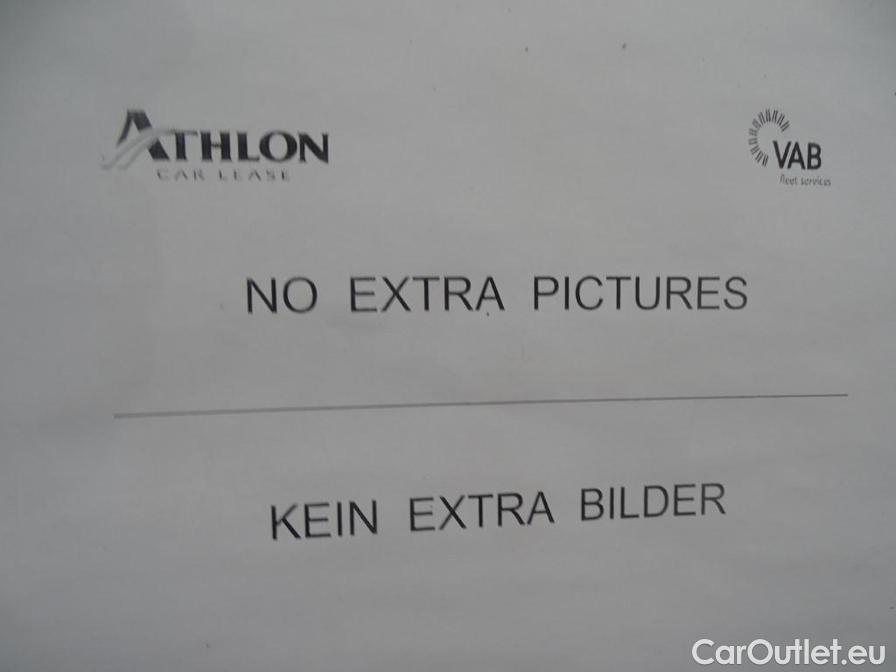 ATHLON
CAR LEASE
VAB
fleet services
NO EXTRA PICTURES
KEIN EXTRA BILDER
CarOutlet.eu